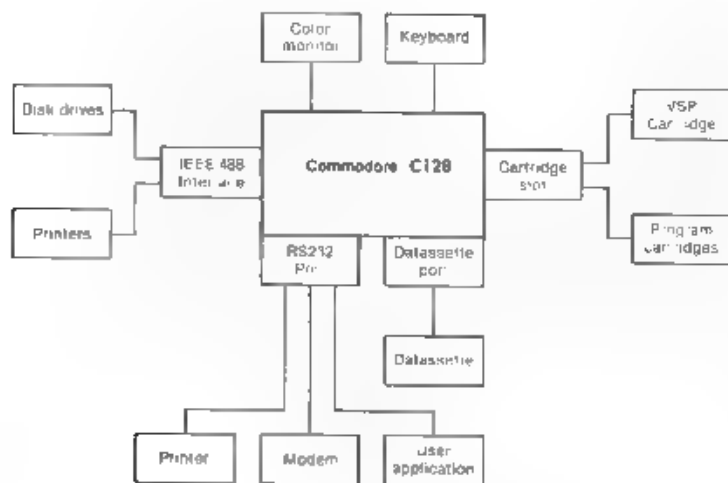 Color
monitor
Keyboard
Disk drives
VSP
Cartridge
IEEE 488
Interface
Commodore C128
Cartridge
slot
Printers
Program
Cartridges
RS232
Port
Datassette
port
Datassette
Printer
Modem
User
application